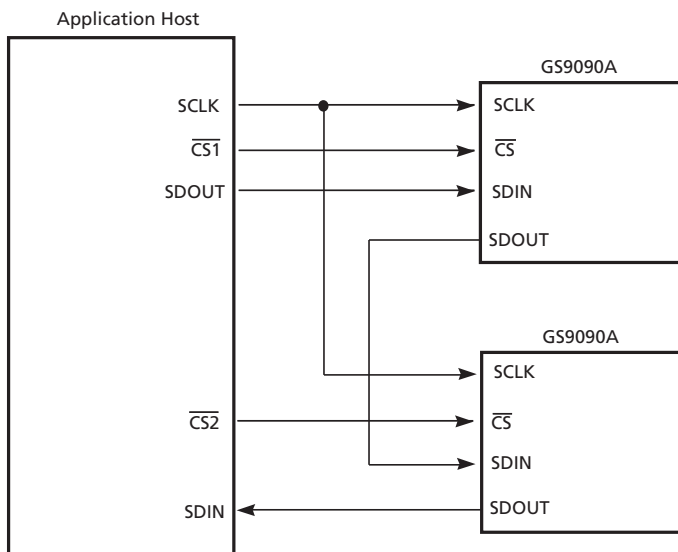 Application Host
SCLK
CS1
SDOUT
CS2
SDIN
GS9090A
SCLK
CS
SDIN
SDOUT
GS9090A
SCLK
CS
SDIN
SDOUT